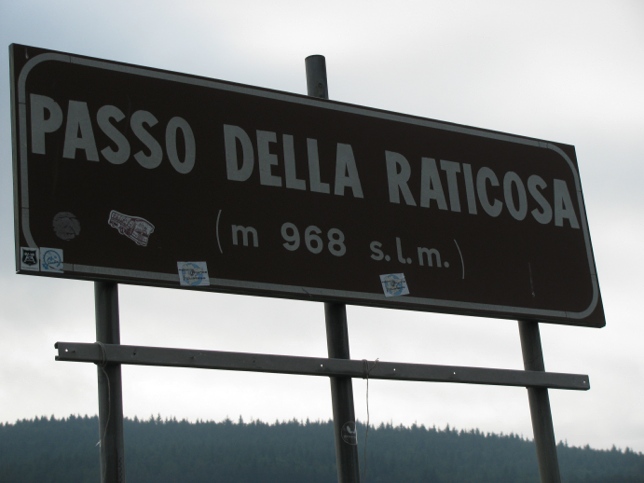 PASSO DELLA RATICOSA
(m 968 s.l.m.)